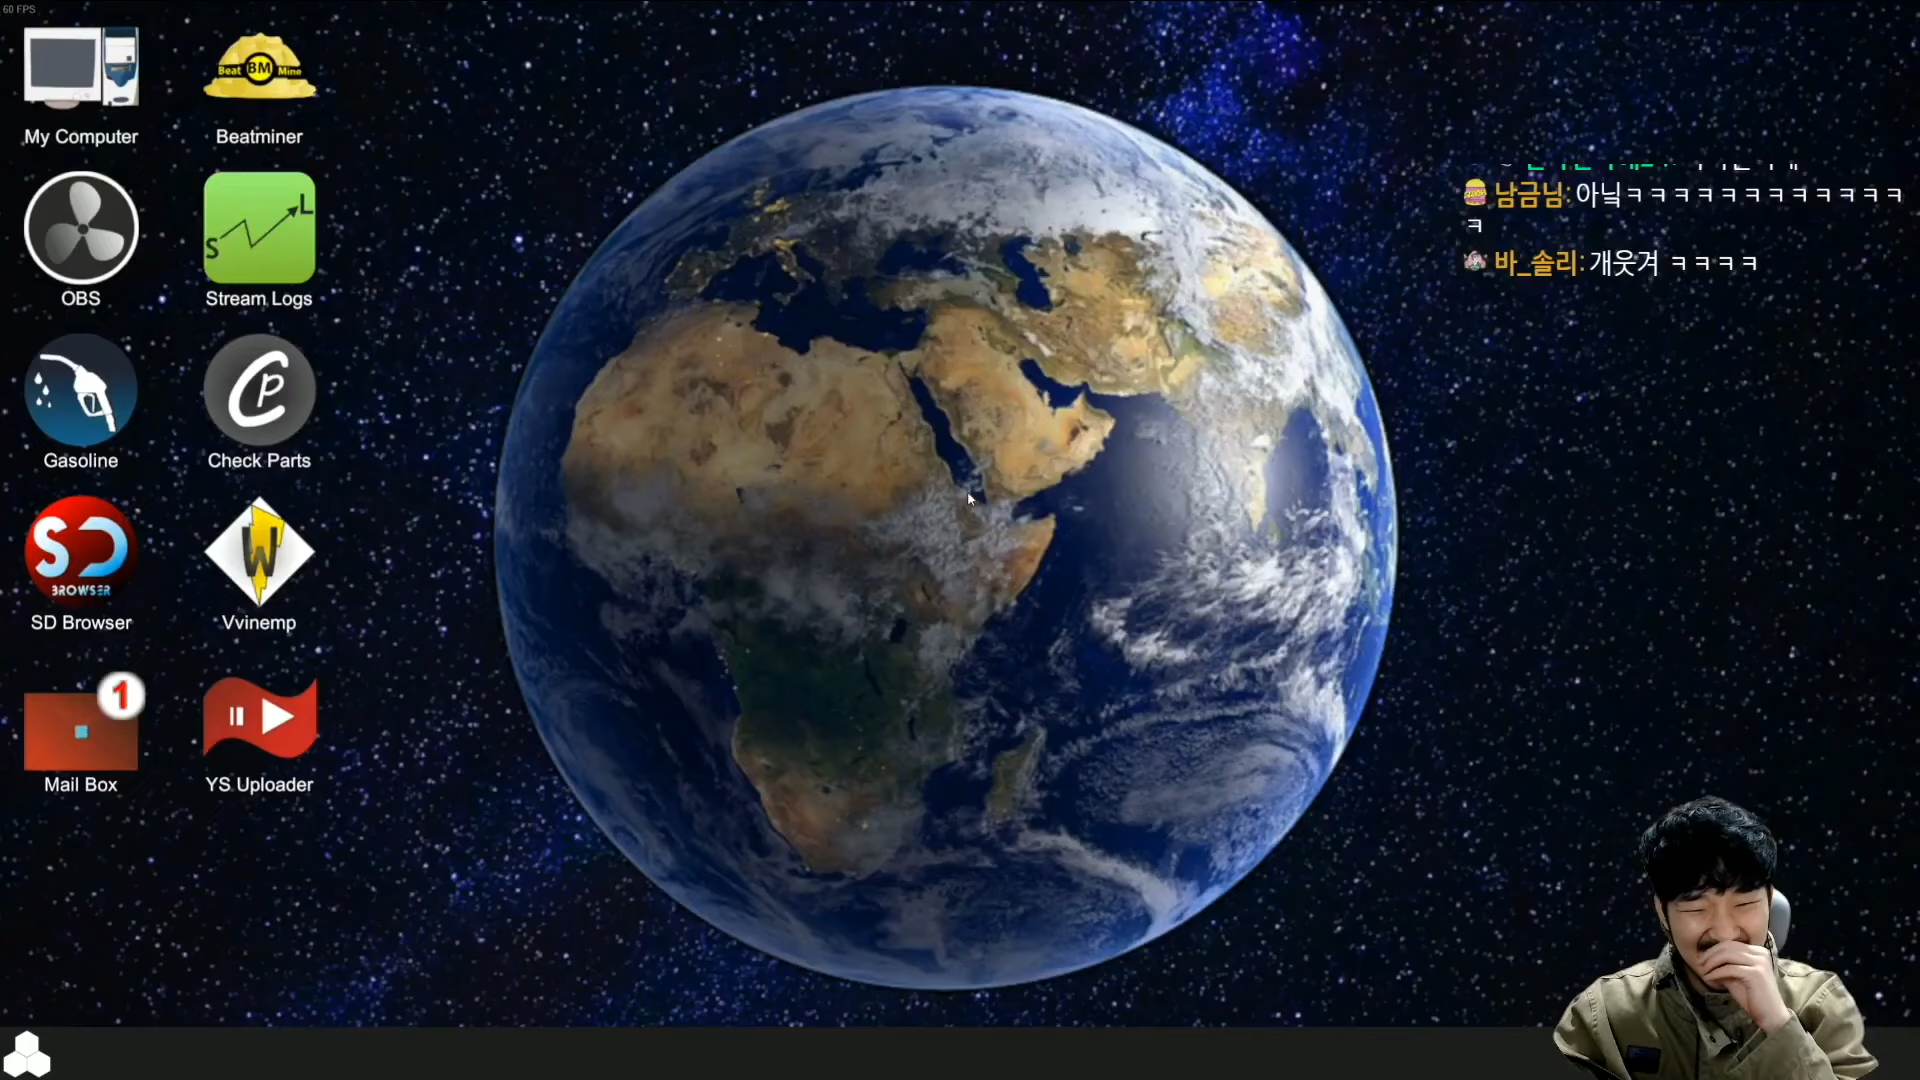 60 FPS
My Computer
Beat BM Mine
Beatminer
OBS
S L
Stream Logs
Gasoline
CP
Check Parts
SD
BROWSER
SD Browser
W
Vvinemp
1
Mail Box
YS Uploader
남금님: 아닠ㅋㅋㅋㅋㅋㅋㅋㅋㅋㅋㅋㅋ
ㅋ
바_솔리: 개웃겨 ㅋㅋㅋㅋ